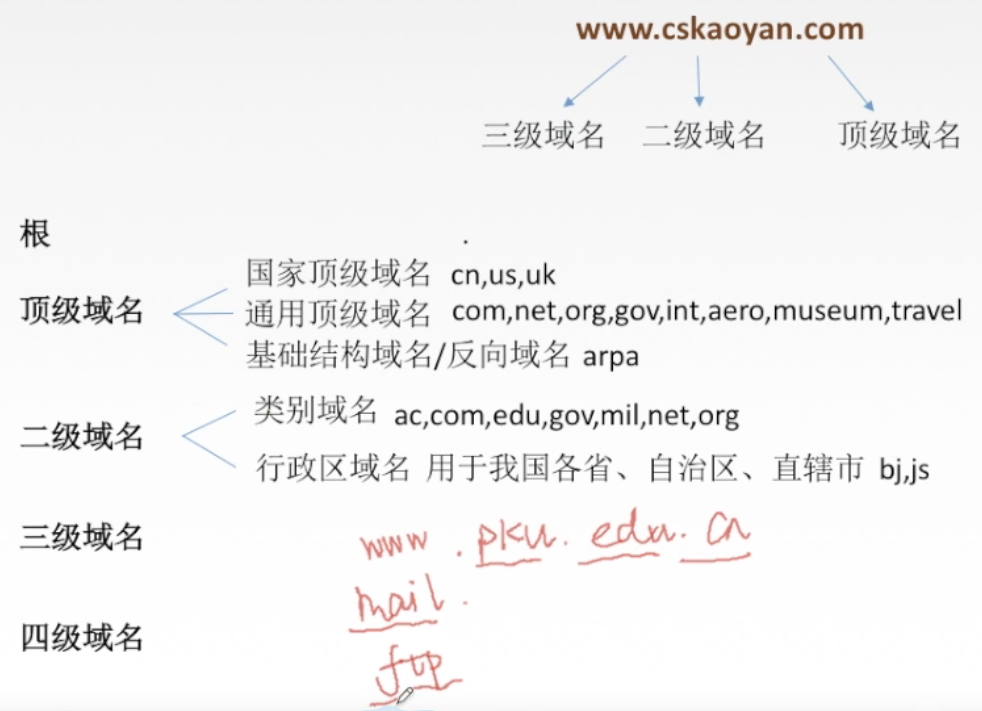 www.cskaoyan.com
三级域名 二级域名 顶级域名
根 .
国家顶级域名 cn,us,uk
顶级域名 通用顶级域名 com,net,org,gov,int,aero,museum,travel
基础结构域名/反向域名 arpa
类别域名 ac,com,edu,gov,mil,net,org
二级域名
行政区域名 用于我国各省、自治区、直辖市 bj,js
三级域名 www.pku.edu.cn
mail.
四级域名
ftp